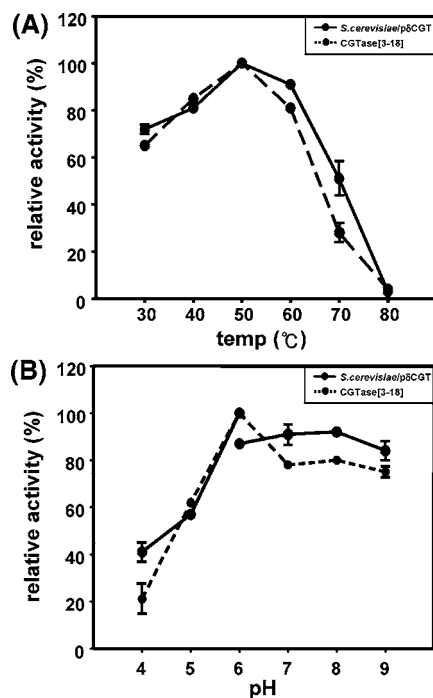 (A)
S.cerevisiae/pδCGT
CGTase[3-18]
relative activity (%)
120
100
80
60
40
20
0
30 40 50 60 70 80
temp (℃)
(B)
S.cerevisiae/pδCGT
CGTase[3-18]
relative activity (%)
120
100
80
60
40
20
0
4 5 6 7 8 9
pH